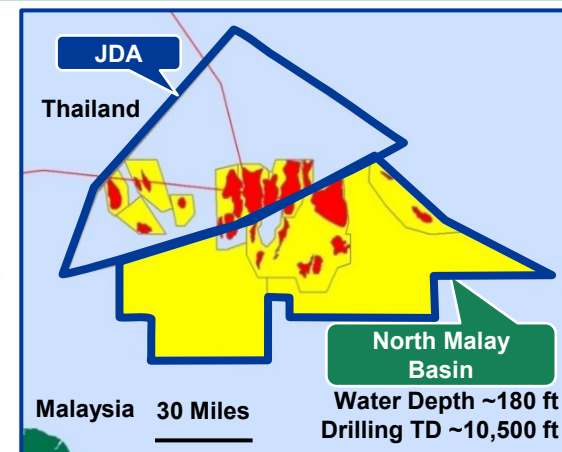 JDA
Thailand
North Malay
Basin
Malaysia 30 Miles
Water Depth ~180 ft
Drilling TD ~10,500 ft